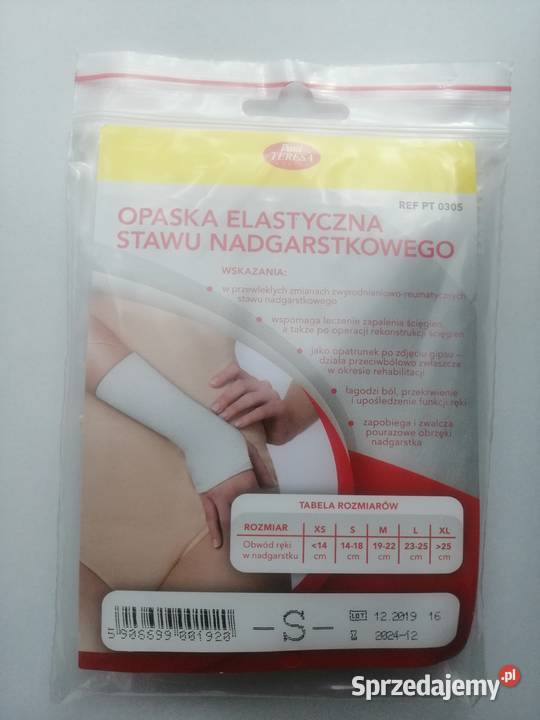 Pani
TERESA
REF PT 0305
OPASKA ELASTYCZNA
STAWU NADGARSTKOWEGO
WSKAZANIA:
• w przewlekłych zmianach zwyrodnieniowo-reumatycznych
stawu nadgarstkowego
• wspomaga leczenie zapalenia ścięgien,
a także po operacji rekonstrukcji ścięgien
• jako opatrunek po zdjęciu gipsu –
działa przeciwbólowo zwłaszcza
w okresie rehabilitacji
• łagodzi ból, przekrwienie
i upośledzenie funkcji ręki
• zapobiega i zwalcza
pourazowe obrzęki
nadgarstka
TABELA ROZMIARÓW
ROZMIAR XS S M L XL
Obwód ręki w nadgarstku <14 cm 14-18 cm 19-22 cm 23-25 cm >25 cm
5 906699 001920
-S-
LOT 12.2019 16
2024-12
Sprzedajemy.pl